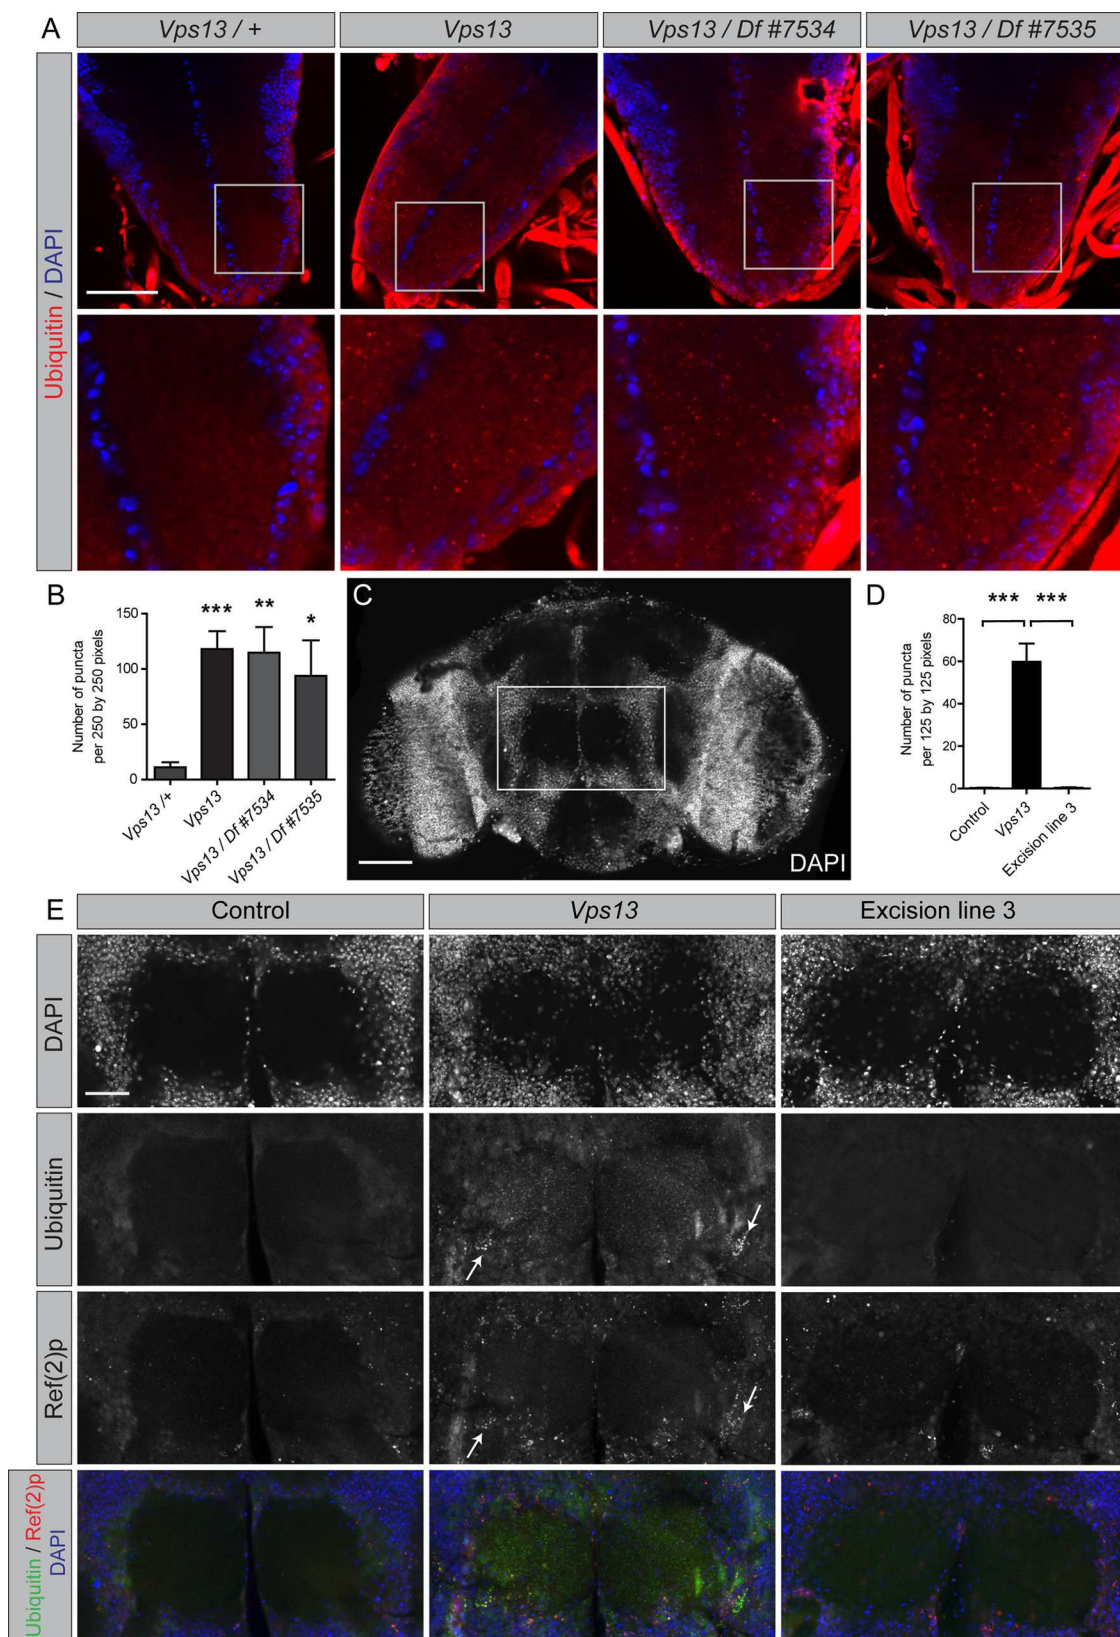 A
Vps13 / +
Vps13
Vps13 / Df #7534
Vps13 / Df #7535
Ubiquitin / DAPI
B
Number of puncta
per 250 by 250 pixels
150
100
50
0
***
**
*
Vps13 /+
Vps13
Vps13 / Df #7534
Vps13 / Df #7535
C
DAPI
D
Number of puncta
per 125 by 125 pixels
80
60
40
20
0
*** ***
Control
Vps13
Excision line 3
E
Control
Vps13
Excision line 3
DAPI
Ubiquitin
Ref(2)p
Ubiquitin / Ref(2)p
DAPI